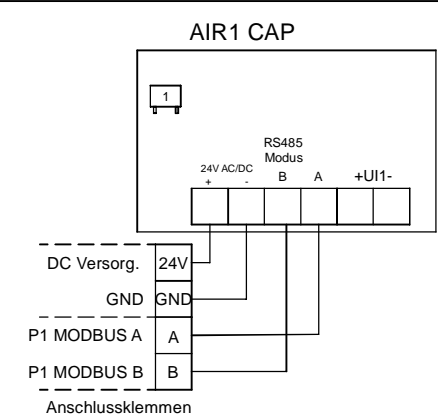 AIR1 CAP
1
RS485
Modus
24V AC/DC
+ - B A +UI1-
DC Versorg. 24V
GND GND
P1 MODBUS A A
P1 MODBUS B B
Anschlussklemmen